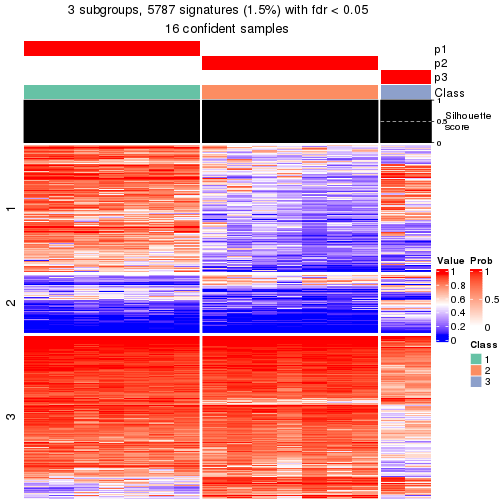 3 subgroups, 5787 signatures (1.5%) with fdr < 0.05
16 confident samples
p1
p2
p3
Class
1
0.5
0
Silhouette
score
1
2
3
Value
1
0.8
0.6
0.4
0.2
0
Prob
1
0.5
0
Class
1
2
3